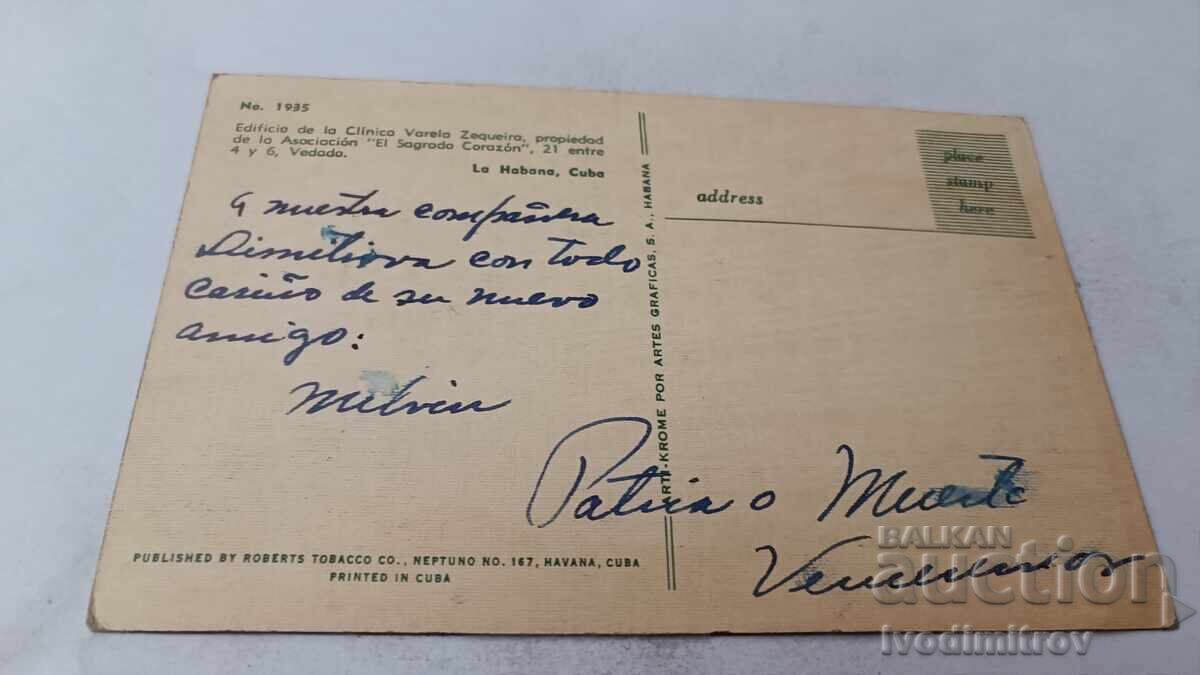 No. 1935
Edificio de la Clínica Varela Zequeira, propiedad
de la Asociación "El Sagrado Corazón", 21 entre
4 y 6, Vedado.
La Habana, Cuba
A nuestra compañera
Dimitirva con todo
cariño de su nuevo
amigo:
Melvin
Patria o Muerte
Venceremos
PUBLISHED BY ROBERTS TOBACCO CO., NEPTUNO NO. 167, HAVANA, CUBA
PRINTED IN CUBA
ARTI-KROME POR ARTES GRAFICAS, S. A., HABANA
address
place
stamp
here
BALKAN
auction
Ivodimitrov